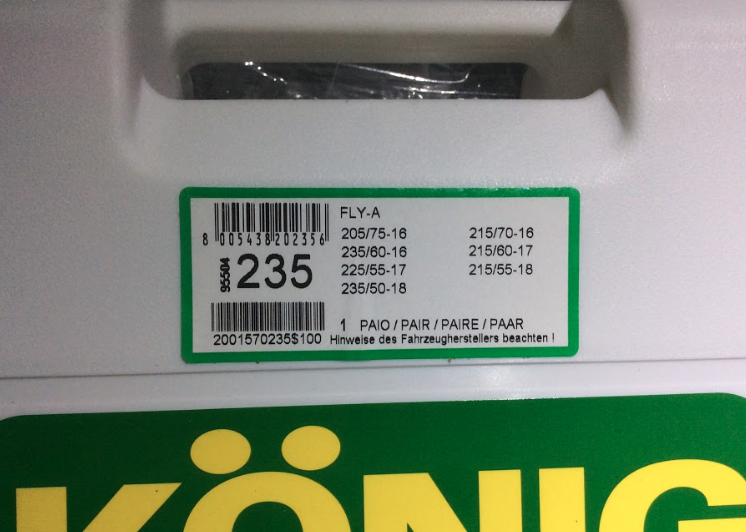 FLY-A
8 005438 202356
205/75-16 215/70-16
235/60-16 215/60-17
225/55-17 215/55-18
235/50-18
95504
235
1 PAIO / PAIR / PAIRE / PAAR
2001570235$100
Hinweise des Fahrzeugherstellers beachten !
KÖNIG